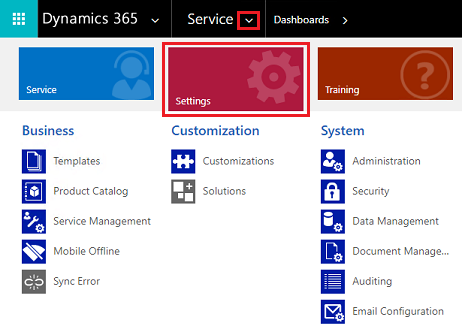 Dynamics 365 Service Dashboards
Service Settings Training
Business Customization System
Templates Customizations Administration
Product Catalog Solutions Security
Service Management Data Management
Mobile Offline Document Manage...
Sync Error Auditing
Email Configuration